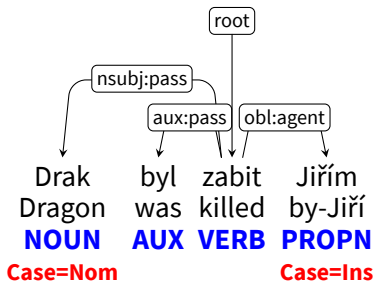 root
nsubj:pass
aux:pass obl:agent
Drak byl zabit Jiřím
Dragon was killed by-Jiří
NOUN AUX VERB PROPN
Case=Nom Case=Ins